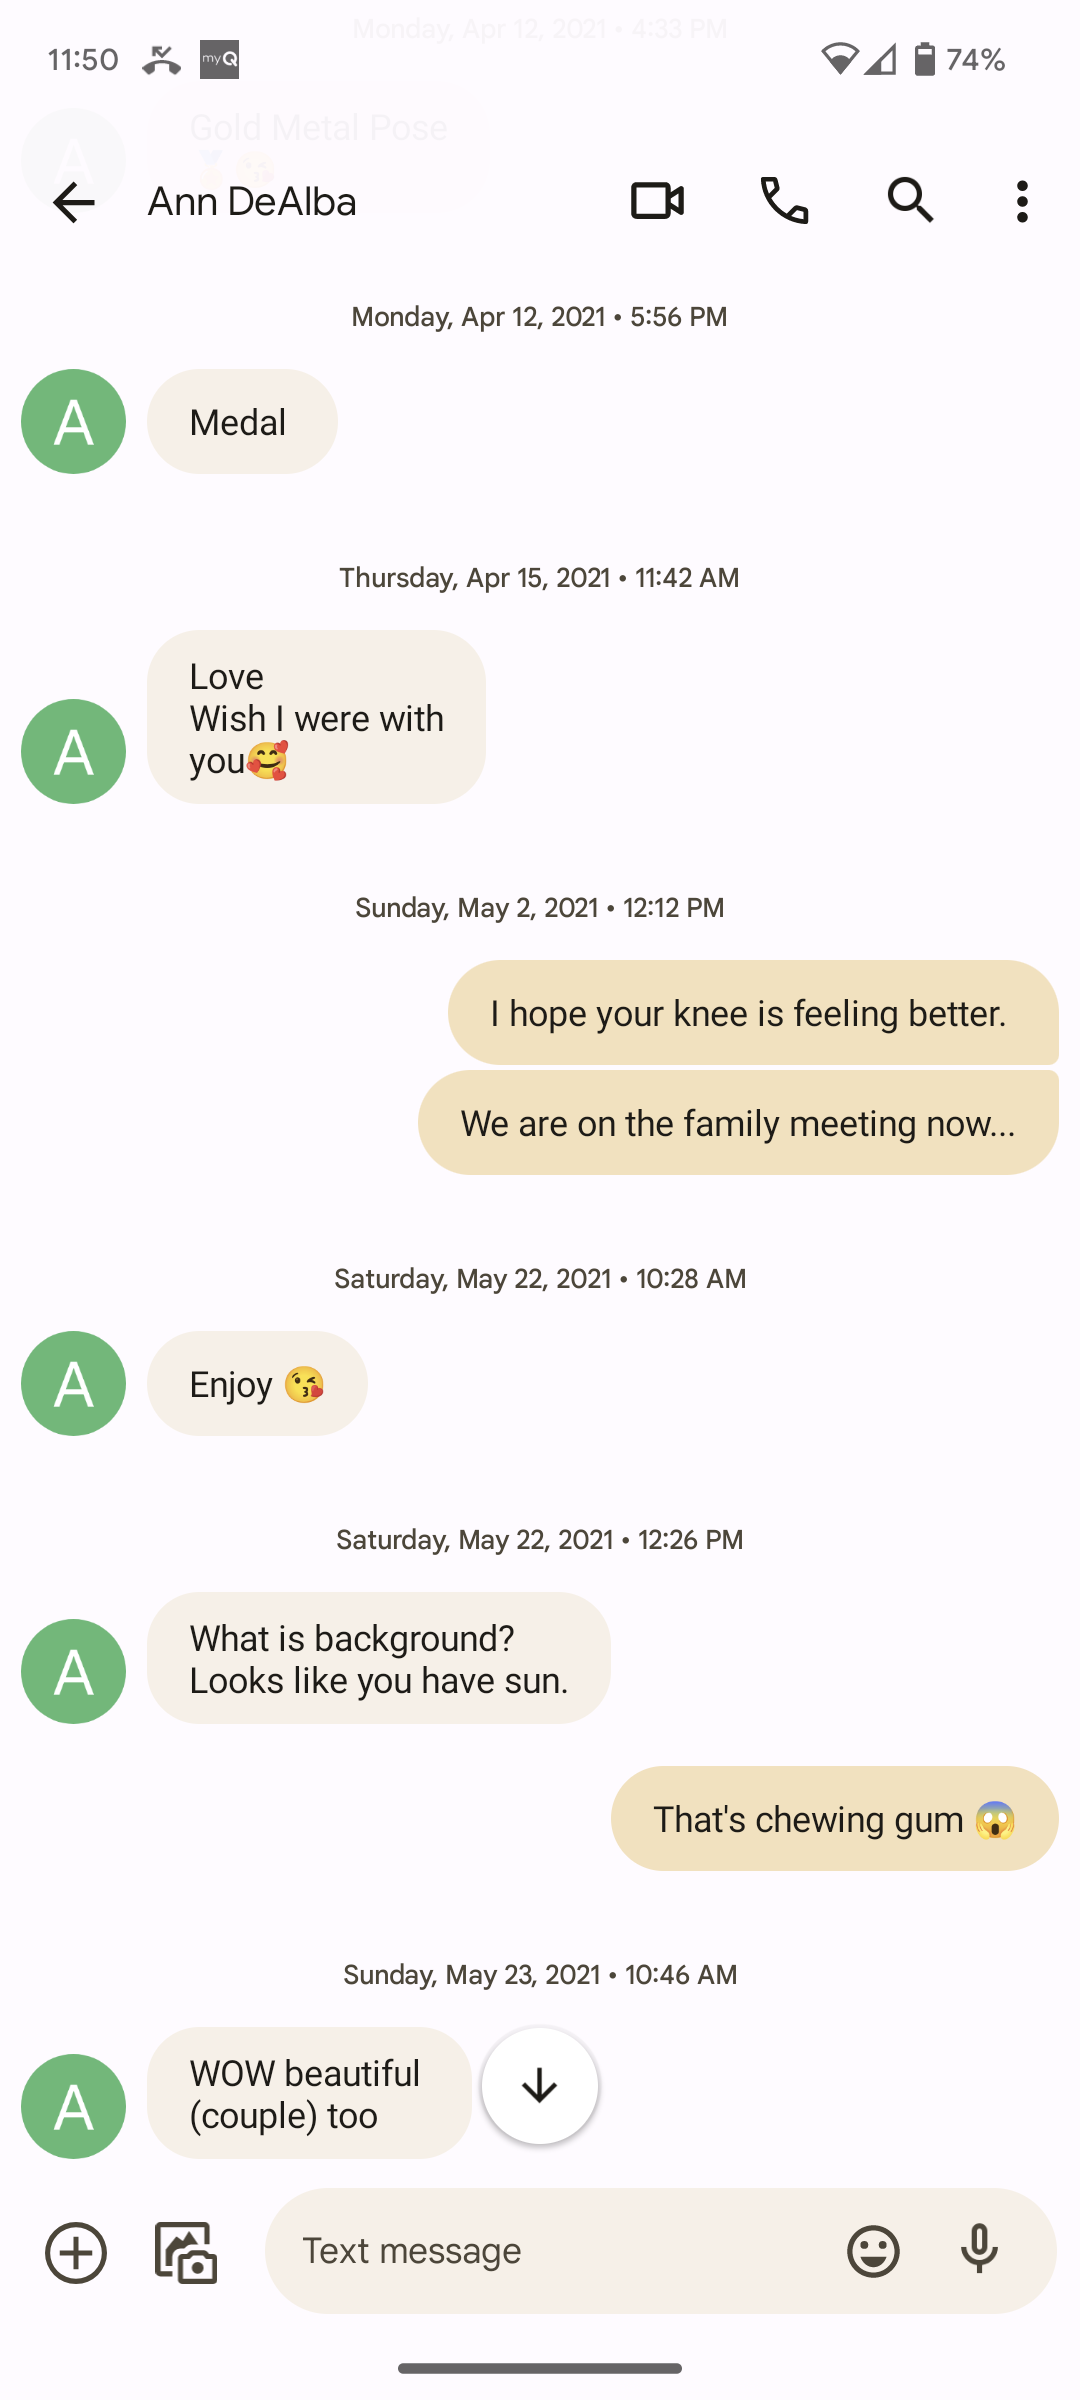 Monday, Apr 12, 2021 • 4:33 PM
11:50
myQ
74%
A
Gold Metal Pose
🏅😘
Ann DeAlba
Monday, Apr 12, 2021 • 5:56 PM
A
Medal
Thursday, Apr 15, 2021 • 11:42 AM
Love
Wish I were with
you🥰
A
Sunday, May 2, 2021 • 12:12 PM
I hope your knee is feeling better.
We are on the family meeting now...
Saturday, May 22, 2021 • 10:28 AM
A
Enjoy 😘
Saturday, May 22, 2021 • 12:26 PM
What is background?
Looks like you have sun.
A
That's chewing gum 😱
Sunday, May 23, 2021 • 10:46 AM
WOW beautiful
(couple) too
A
Text message